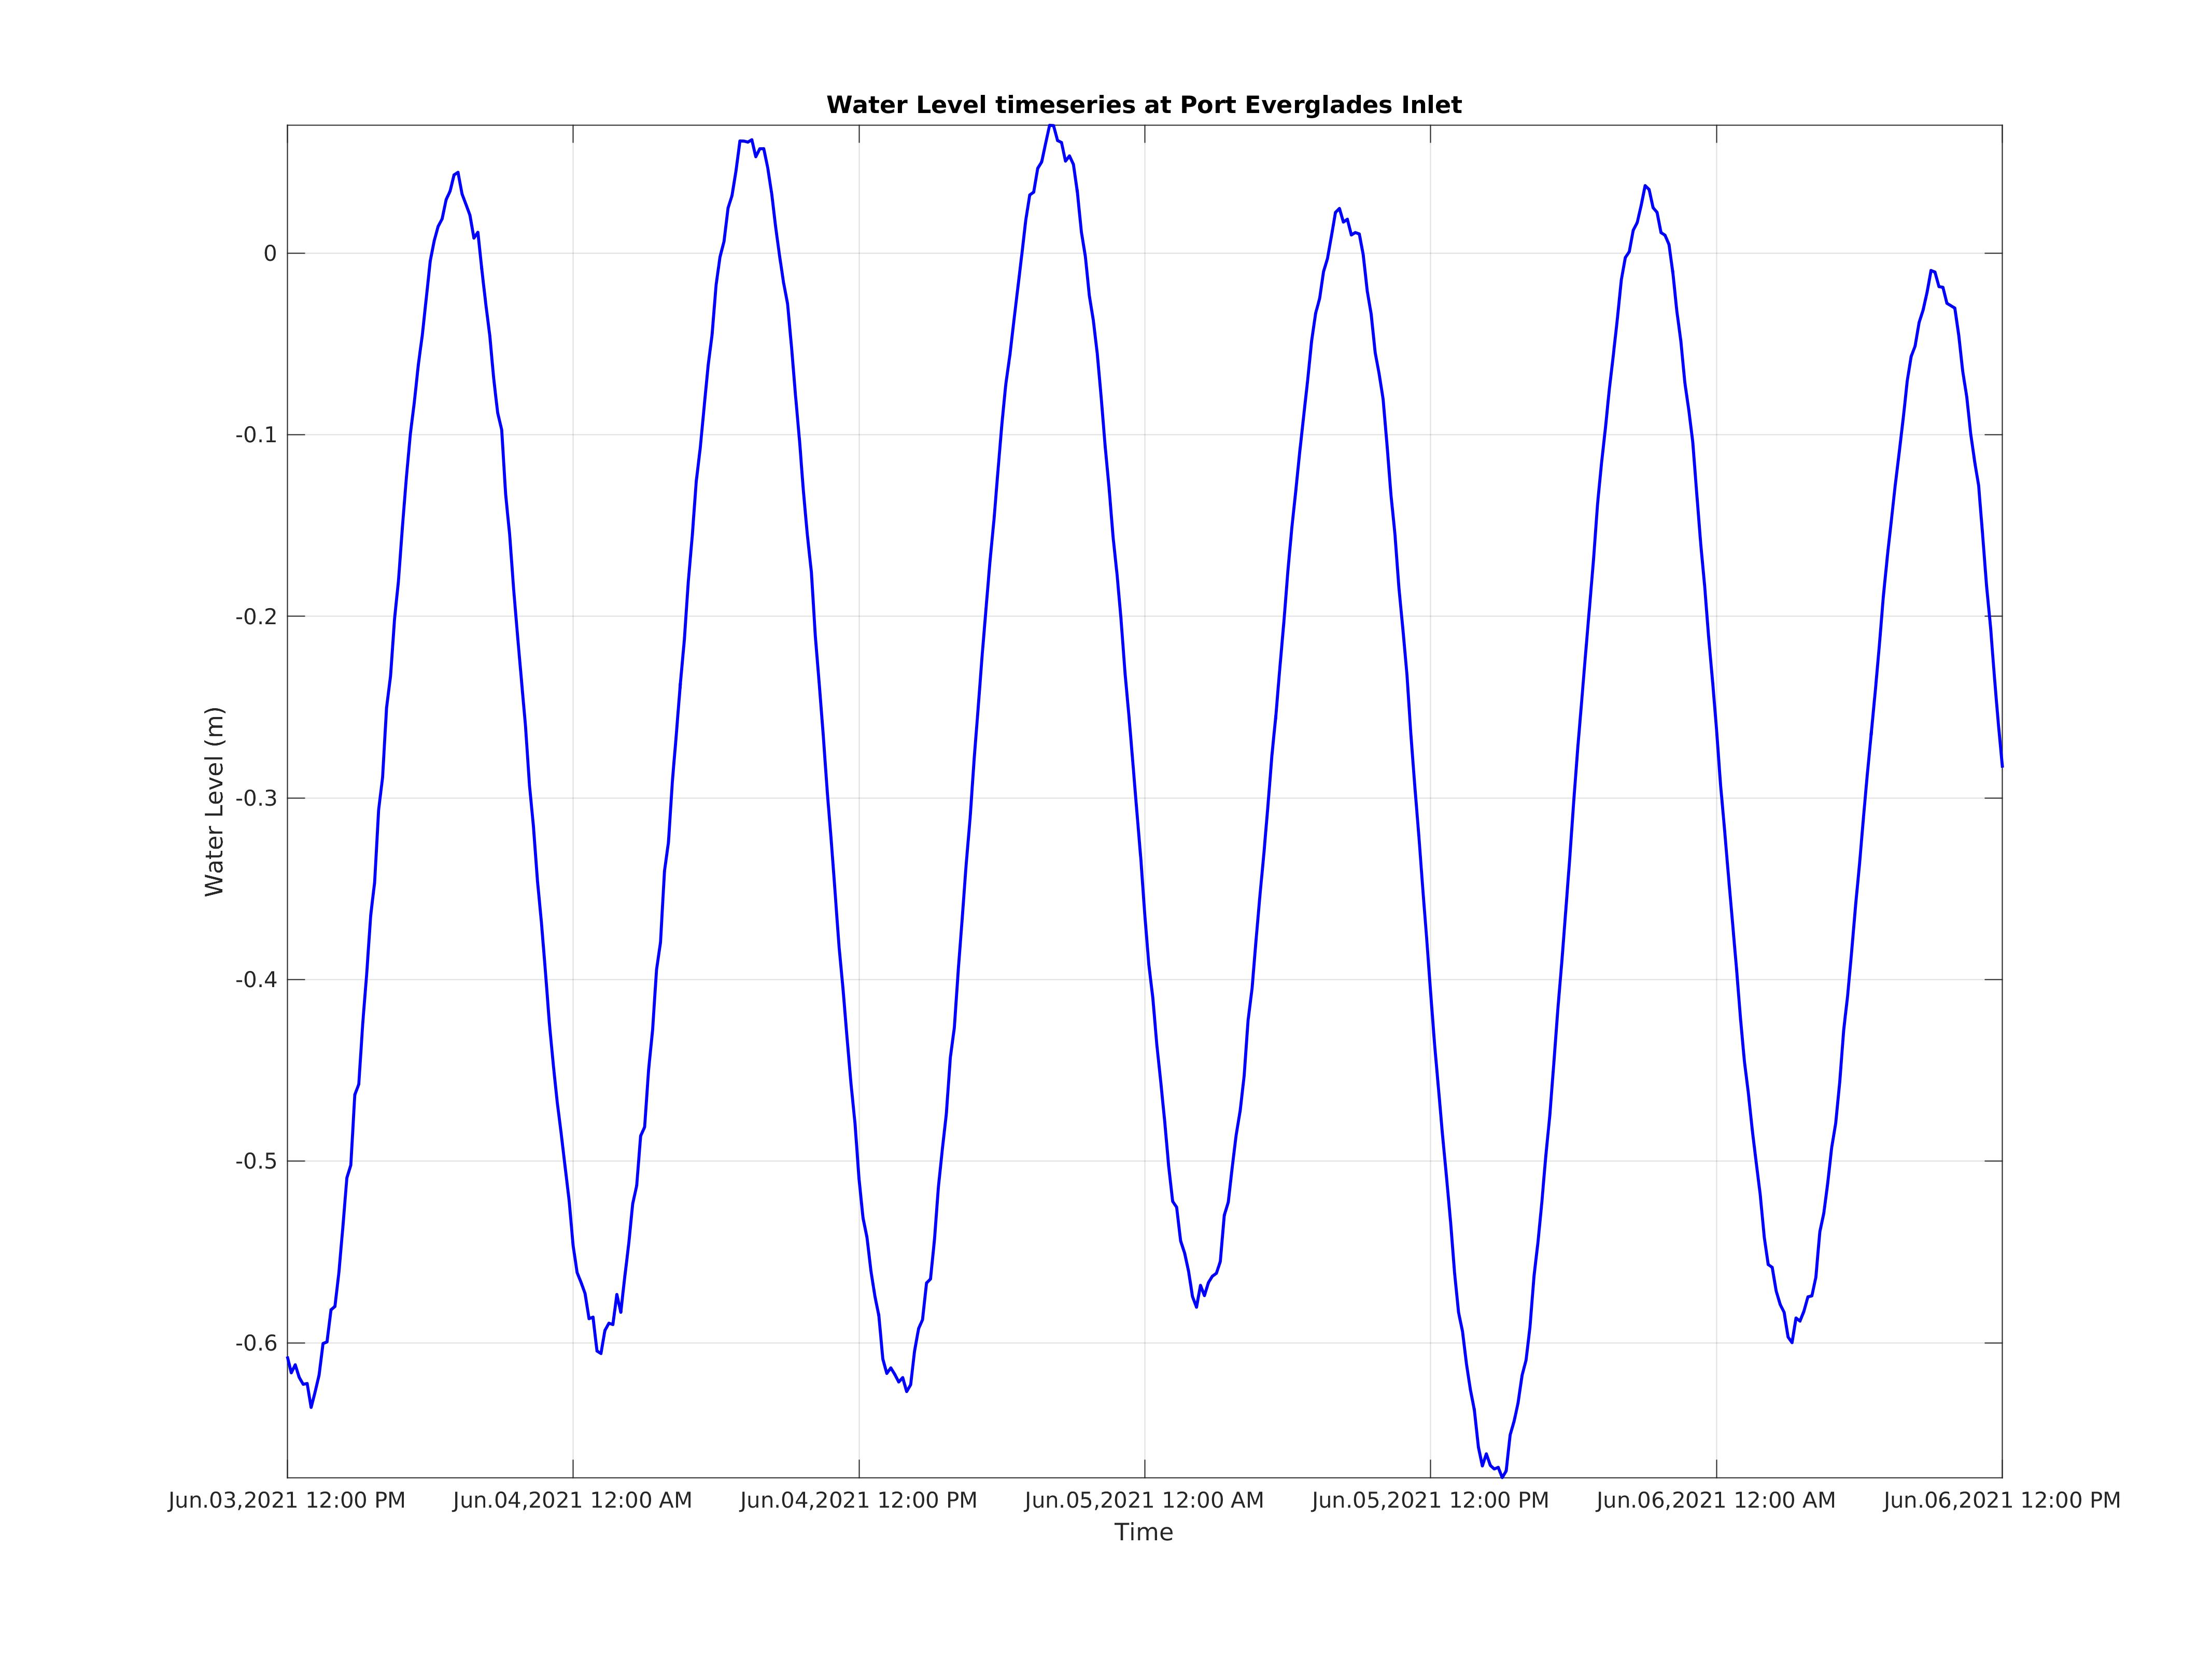 Water Level timeseries at Port Everglades Inlet
Water Level (m)
0
-0.1
-0.2
-0.3
-0.4
-0.5
-0.6
Jun.03,2021 12:00 PM
Jun.04,2021 12:00 AM
Jun.04,2021 12:00 PM
Jun.05,2021 12:00 AM
Jun.05,2021 12:00 PM
Jun.06,2021 12:00 AM
Jun.06,2021 12:00 PM
Time